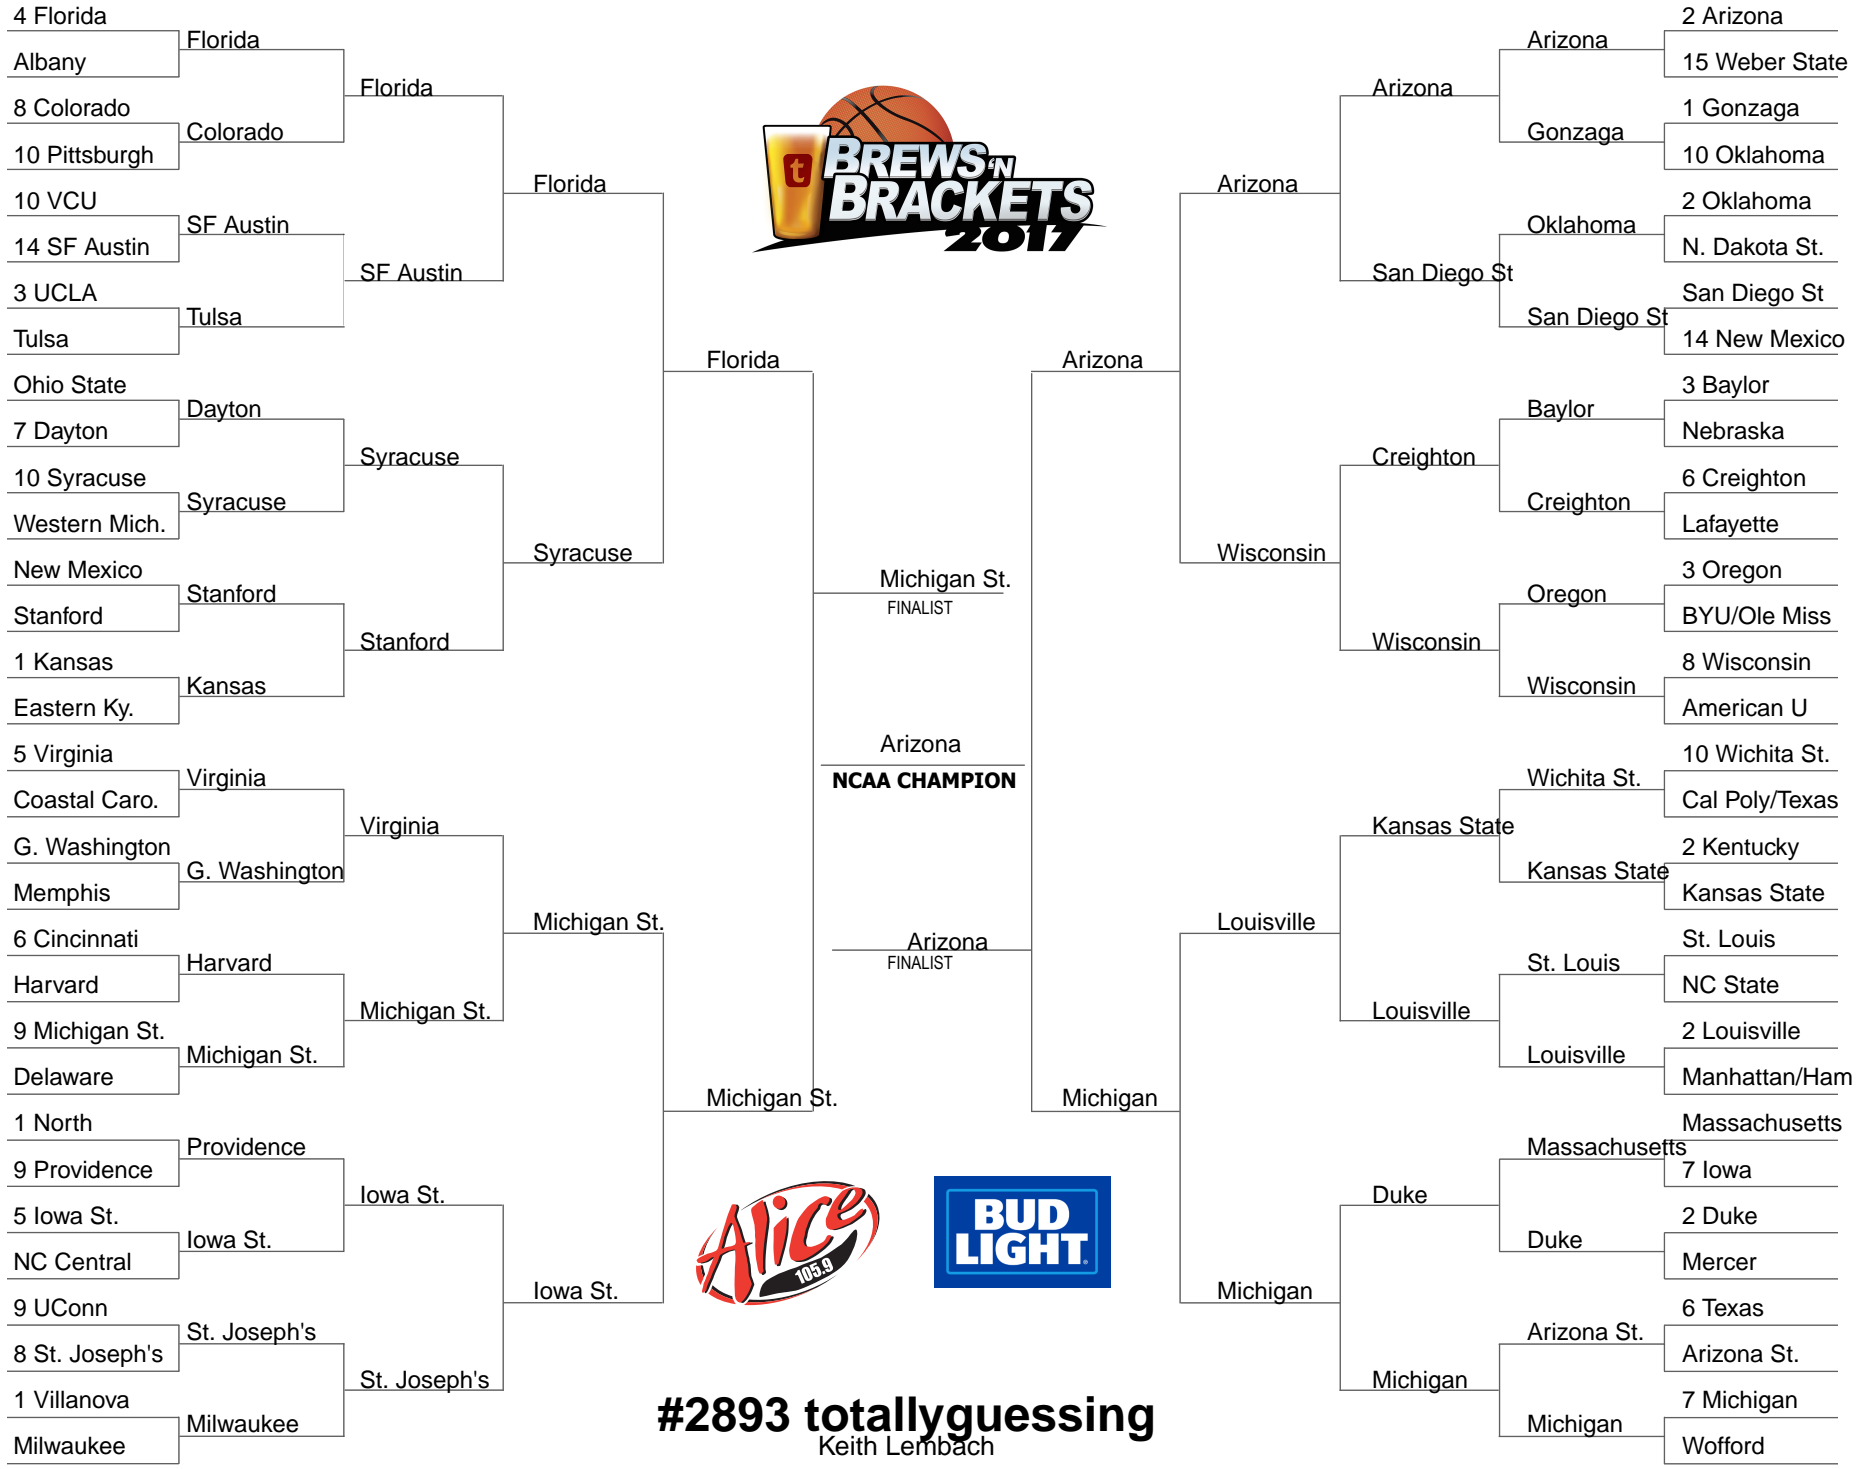 4 Florida
Albany
8 Colorado
10 Pittsburgh
10 VCU
14 SF Austin
3 UCLA
Tulsa
Ohio State
7 Dayton
10 Syracuse
Western Mich.
New Mexico
Stanford
1 Kansas
Eastern Ky.
5 Virginia
Coastal Caro.
G. Washington
Memphis
6 Cincinnati
Harvard
9 Michigan St.
Delaware
1 North
9 Providence
5 Iowa St.
NC Central
9 UConn
8 St. Joseph's
1 Villanova
Milwaukee
Florida
Colorado
SF Austin
Tulsa
Dayton
Syracuse
Stanford
Kansas
Virginia
G. Washington
Harvard
Michigan St.
Providence
Iowa St.
St. Joseph's
Milwaukee
Florida
SF Austin
Syracuse
Stanford
Virginia
Michigan St.
Iowa St.
St. Joseph's
Florida
Syracuse
Michigan St.
Iowa St.
Florida
Michigan St.
t
BREWS 'N
BRACKETS
2017
Michigan St.
FINALIST
Arizona
NCAA CHAMPION
Arizona
FINALIST
Alice
105.9
BUD
LIGHT
#2893 totallyguessing
Keith Lembach
Arizona
Michigan
Arizona
Wisconsin
Louisville
Michigan
Arizona
San Diego St
Creighton
Wisconsin
Kansas State
Louisville
Duke
Michigan
Arizona
Gonzaga
Oklahoma
San Diego St
Baylor
Creighton
Oregon
Wisconsin
Wichita St.
Kansas State
St. Louis
Louisville
Massachusetts
Duke
Arizona St.
Michigan
2 Arizona
15 Weber State
1 Gonzaga
10 Oklahoma
2 Oklahoma
N. Dakota St.
San Diego St
14 New Mexico
3 Baylor
Nebraska
6 Creighton
Lafayette
3 Oregon
BYU/Ole Miss
8 Wisconsin
American U
10 Wichita St.
Cal Poly/Texas
2 Kentucky
Kansas State
St. Louis
NC State
2 Louisville
Manhattan/Ham
Massachusetts
7 Iowa
2 Duke
Mercer
6 Texas
Arizona St.
7 Michigan
Wofford